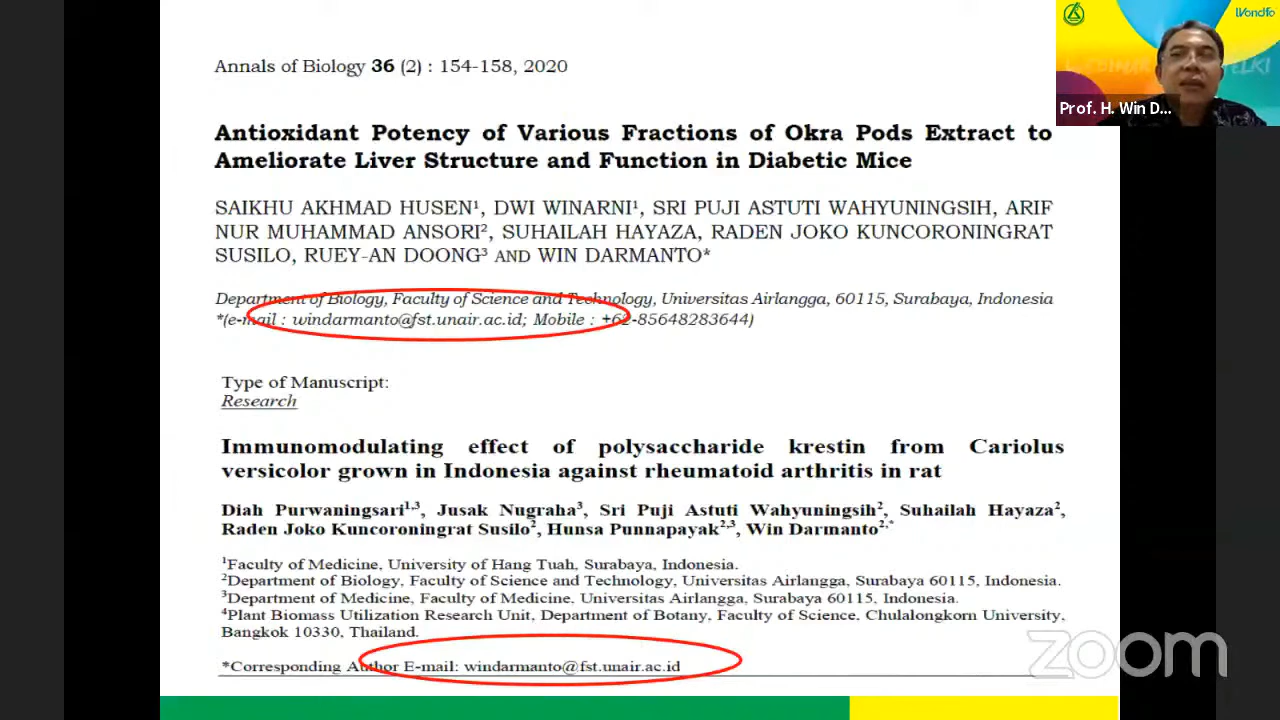 Annals of Biology 36 (2) : 154-158, 2020
Antioxidant Potency of Various Fractions of Okra Pods Extract to
Ameliorate Liver Structure and Function in Diabetic Mice
SAIKHU AKHMAD HUSEN¹, DWI WINARNI¹, SRI PUJI ASTUTI WAHYUNINGSIH, ARIF
NUR MUHAMMAD ANSORI², SUHAILAH HAYAZA, RADEN JOKO KUNCORONINGRAT
SUSILO, RUEY-AN DOONG³ AND WIN DARMANTO*
Department of Biology, Faculty of Science and Technology, Universitas Airlangga, 60115, Surabaya, Indonesia
*(e-mail : windarmanto@fst.unair.ac.id; Mobile : +62-85648283644)
Type of Manuscript:
Research
Immunomodulating effect of polysaccharide krestin from Cariolus
versicolor grown in Indonesia against rheumatoid arthritis in rat
Diah Purwaningsari¹,³, Jusak Nugraha³, Sri Puji Astuti Wahyuningsih², Suhailah Hayaza²,
Raden Joko Kuncoroningrat Susilo², Hunsa Punnapayak²,³, Win Darmanto²,*
¹Faculty of Medicine, University of Hang Tuah, Surabaya, Indonesia.
²Department of Biology, Faculty of Science and Technology, Universitas Airlangga, Surabaya 60115, Indonesia.
³Department of Medicine, Faculty of Medicine, Universitas Airlangga, Surabaya 60115, Indonesia.
⁴Plant Biomass Utilization Research Unit, Department of Botany, Faculty of Science, Chulalongkorn University,
Bangkok 10330, Thailand.
*Corresponding Author E-mail: windarmanto@fst.unair.ac.id
Wondfo
Prof. H. Win D...
zoom